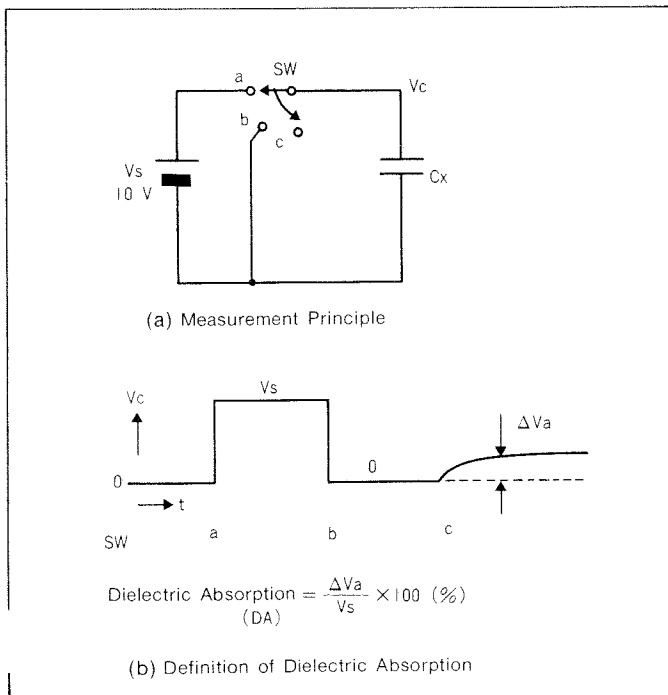 SW
a
Vc
b
c
Vs
10 V
Cx
(a) Measurement Principle
Vc
Vs
ΔVa
0
0
t
SW
a
b
c
Dielectric Absorption = ΔVa/Vs × 100 (%)
(DA)
(b) Definition of Dielectric Absorption